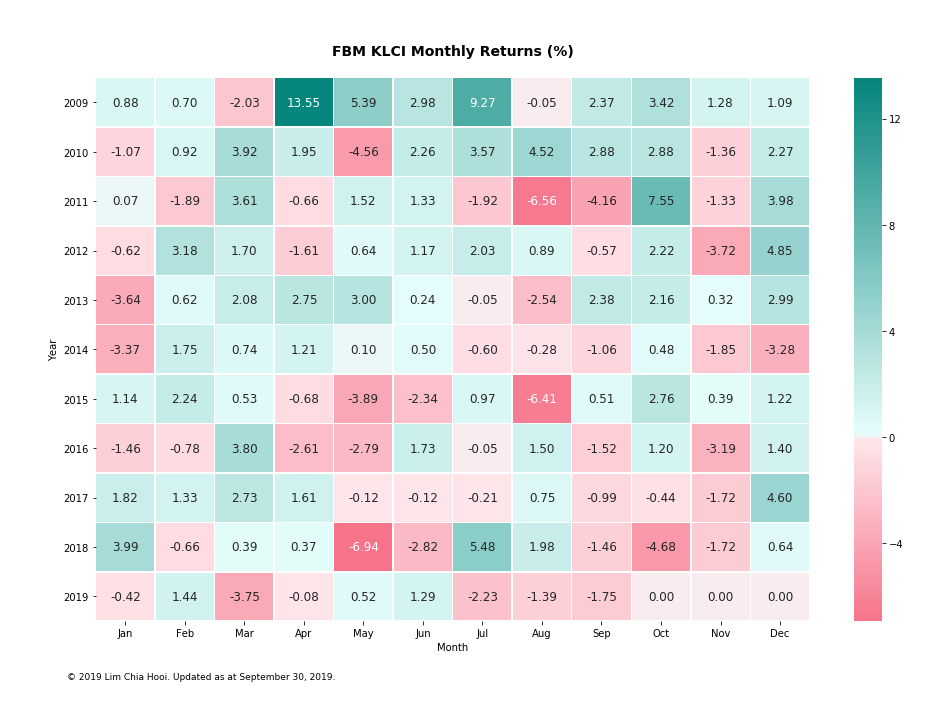 FBM KLCI Monthly Returns (%)
2009 0.88 0.70 -2.03 13.55 5.39 2.98 9.27 -0.05 2.37 3.42 1.28 1.09
12
2010 -1.07 0.92 3.92 1.95 -4.56 2.26 3.57 4.52 2.88 2.88 -1.36 2.27
2011 0.07 -1.89 3.61 -0.66 1.52 1.33 -1.92 -6.56 -4.16 7.55 -1.33 3.98
8
2012 -0.62 3.18 1.70 -1.61 0.64 1.17 2.03 0.89 -0.57 2.22 -3.72 4.85
2013 -3.64 0.62 2.08 2.75 3.00 0.24 -0.05 -2.54 2.38 2.16 0.32 2.99
4
Year
2014 -3.37 1.75 0.74 1.21 0.10 0.50 -0.60 -0.28 -1.06 0.48 -1.85 -3.28
2015 1.14 2.24 0.53 -0.68 -3.89 -2.34 0.97 -6.41 0.51 2.76 0.39 1.22
0
2016 -1.46 -0.78 3.80 -2.61 -2.79 1.73 -0.05 1.50 -1.52 1.20 -3.19 1.40
2017 1.82 1.33 2.73 1.61 -0.12 -0.12 -0.21 0.75 -0.99 -0.44 -1.72 4.60
2018 3.99 -0.66 0.39 0.37 -6.94 -2.82 5.48 1.98 -1.46 -4.68 -1.72 0.64
−4
2019 -0.42 1.44 -3.75 -0.08 0.52 1.29 -2.23 -1.39 -1.75 0.00 0.00 0.00
Jan Feb Mar Apr May Jun Jul Aug Sep Oct Nov Dec
Month
© 2019 Lim Chia Hooi. Updated as at September 30, 2019.